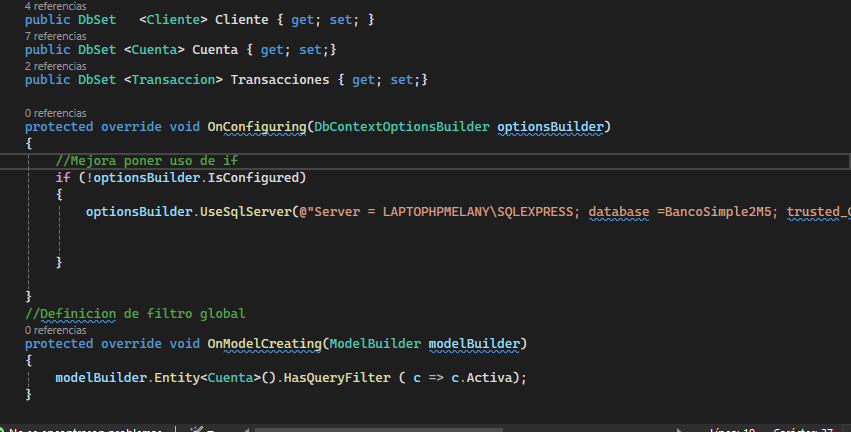 4 referencias
public DbSet   <Cliente> Cliente { get; set; }
7 referencias
public DbSet <Cuenta> Cuenta { get; set;}
2 referencias
public DbSet <Transaccion> Transacciones { get; set;}
0 referencias
protected override void OnConfiguring(DbContextOptionsBuilder optionsBuilder)
{
//Mejora poner uso de if
if (!optionsBuilder.IsConfigured)
{
optionsBuilder.UseSqlServer(@"Server = LAPTOPHPMELANY\SQLEXPRESS; database =BancoSimple2M5; trusted_
}
}
//Definicion de filtro global
0 referencias
protected override void OnModelCreating(ModelBuilder modelBuilder)
{
modelBuilder.Entity<Cuenta>().HasQueryFilter ( c => c.Activa);
}